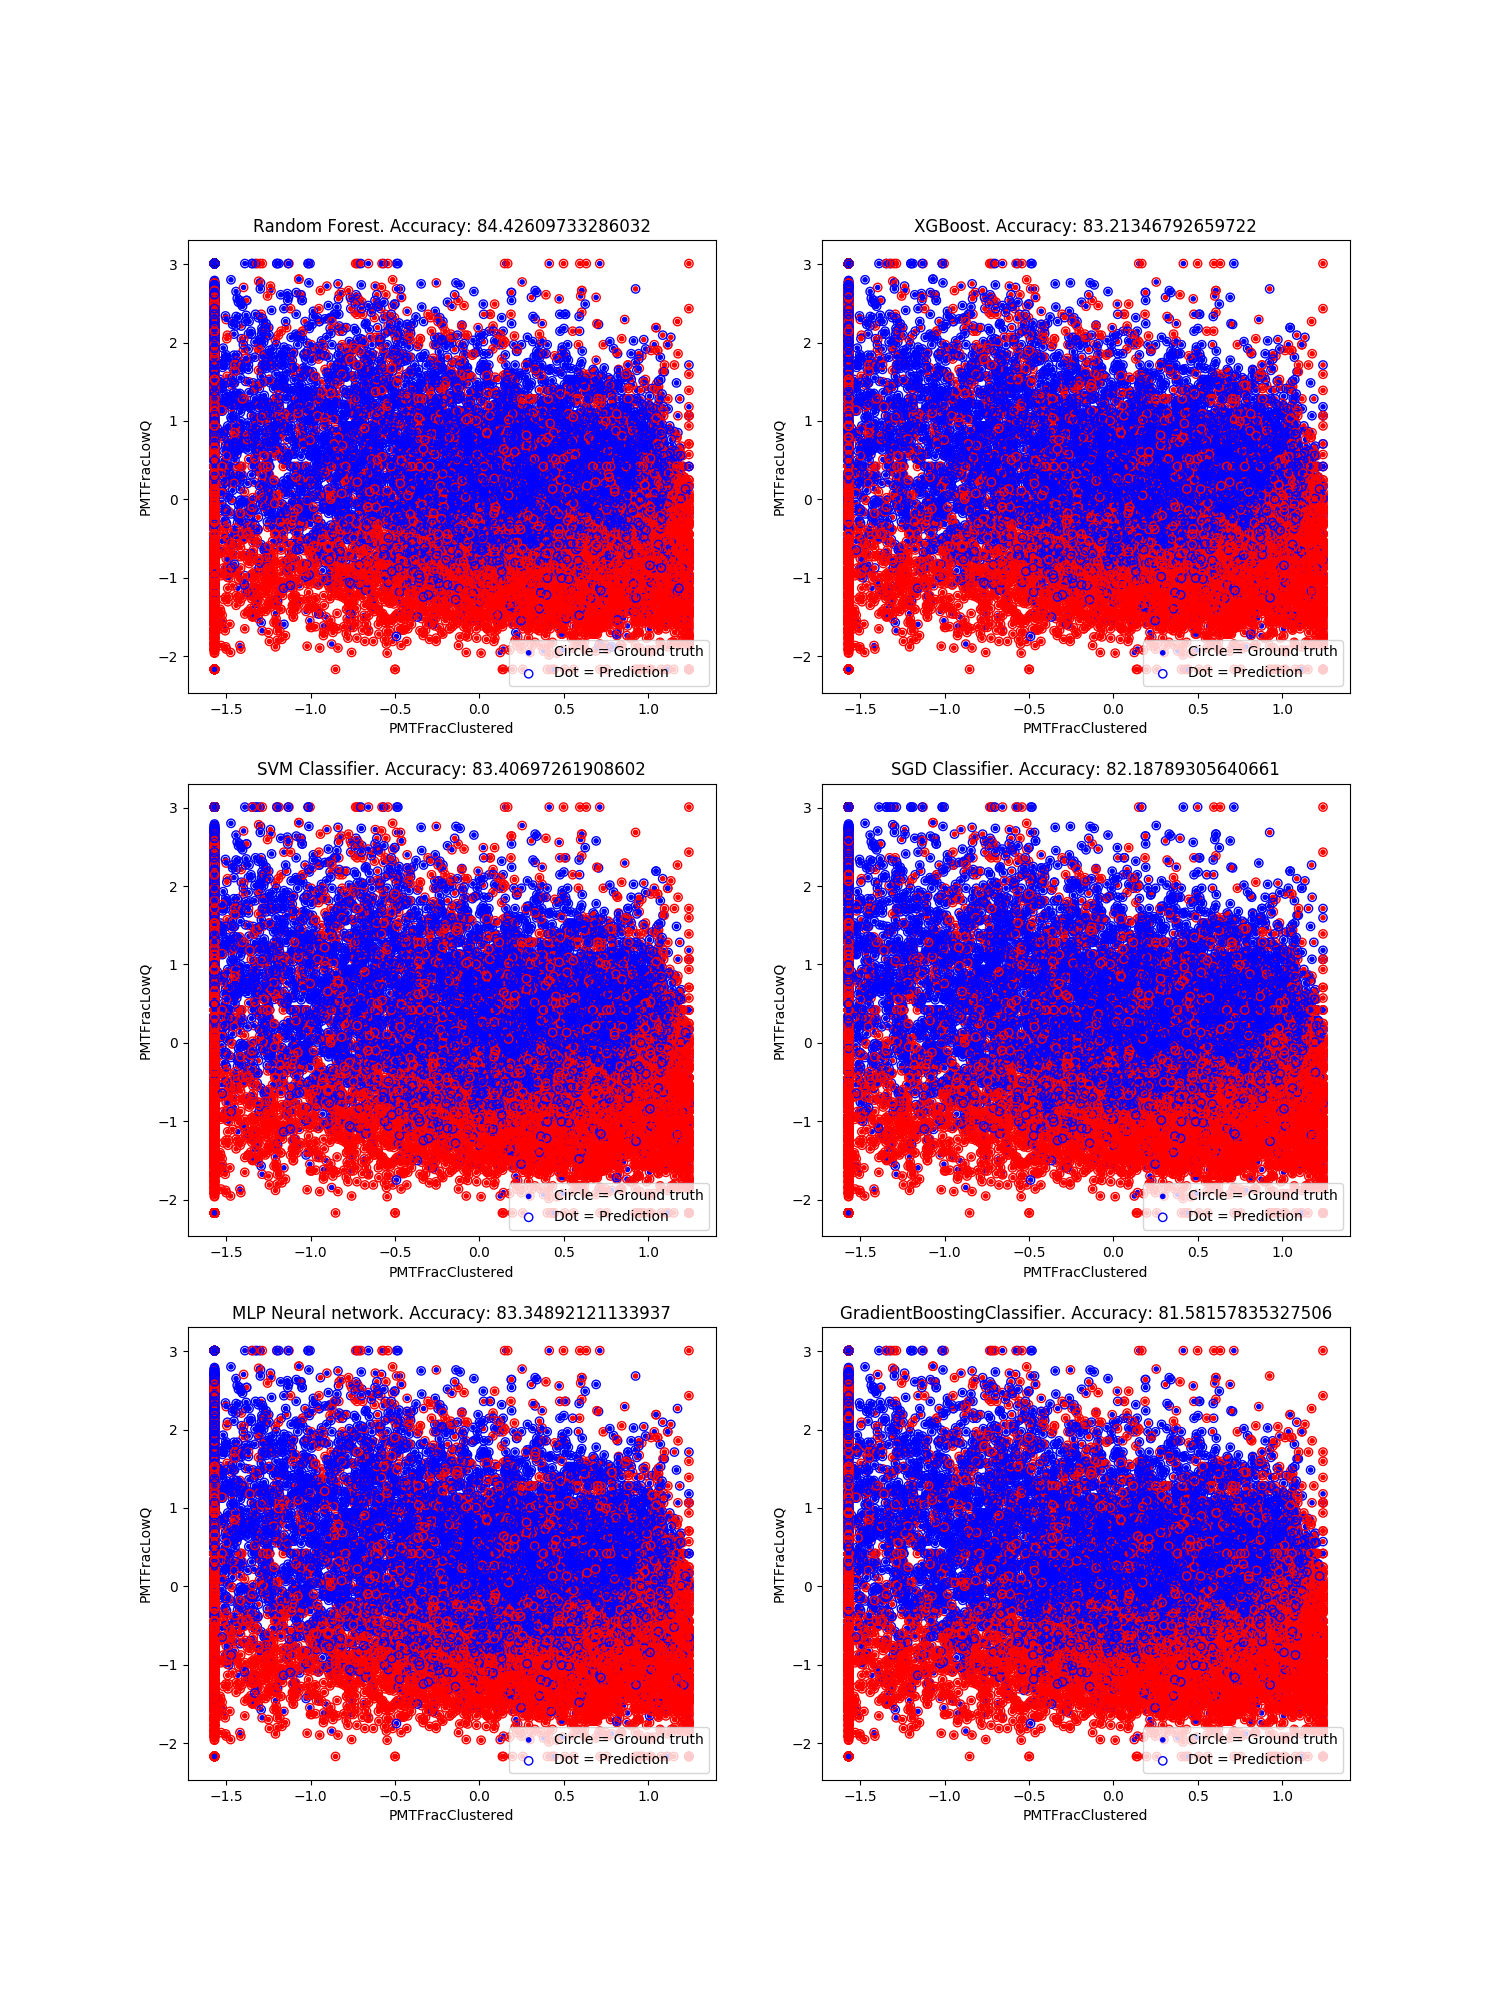 Random Forest. Accuracy: 84.42609733286032
3
2
1
0
−1
−2
PMTFracLowQ
Circle = Ground truth
Dot = Prediction
−1.5 −1.0 −0.5 0.0 0.5 1.0
PMTFracClustered
XGBoost. Accuracy: 83.21346792659722
3
2
1
0
−1
−2
PMTFracLowQ
Circle = Ground truth
Dot = Prediction
−1.5 −1.0 −0.5 0.0 0.5 1.0
PMTFracClustered
SVM Classifier. Accuracy: 83.40697261908602
3
2
1
0
−1
−2
PMTFracLowQ
Circle = Ground truth
Dot = Prediction
−1.5 −1.0 −0.5 0.0 0.5 1.0
PMTFracClustered
SGD Classifier. Accuracy: 82.18789305640661
3
2
1
0
−1
−2
PMTFracLowQ
Circle = Ground truth
Dot = Prediction
−1.5 −1.0 −0.5 0.0 0.5 1.0
PMTFracClustered
MLP Neural network. Accuracy: 83.34892121133937
3
2
1
0
−1
−2
PMTFracLowQ
Circle = Ground truth
Dot = Prediction
−1.5 −1.0 −0.5 0.0 0.5 1.0
PMTFracClustered
GradientBoostingClassifier. Accuracy: 81.58157835327506
3
2
1
0
−1
−2
PMTFracLowQ
Circle = Ground truth
Dot = Prediction
−1.5 −1.0 −0.5 0.0 0.5 1.0
PMTFracClustered